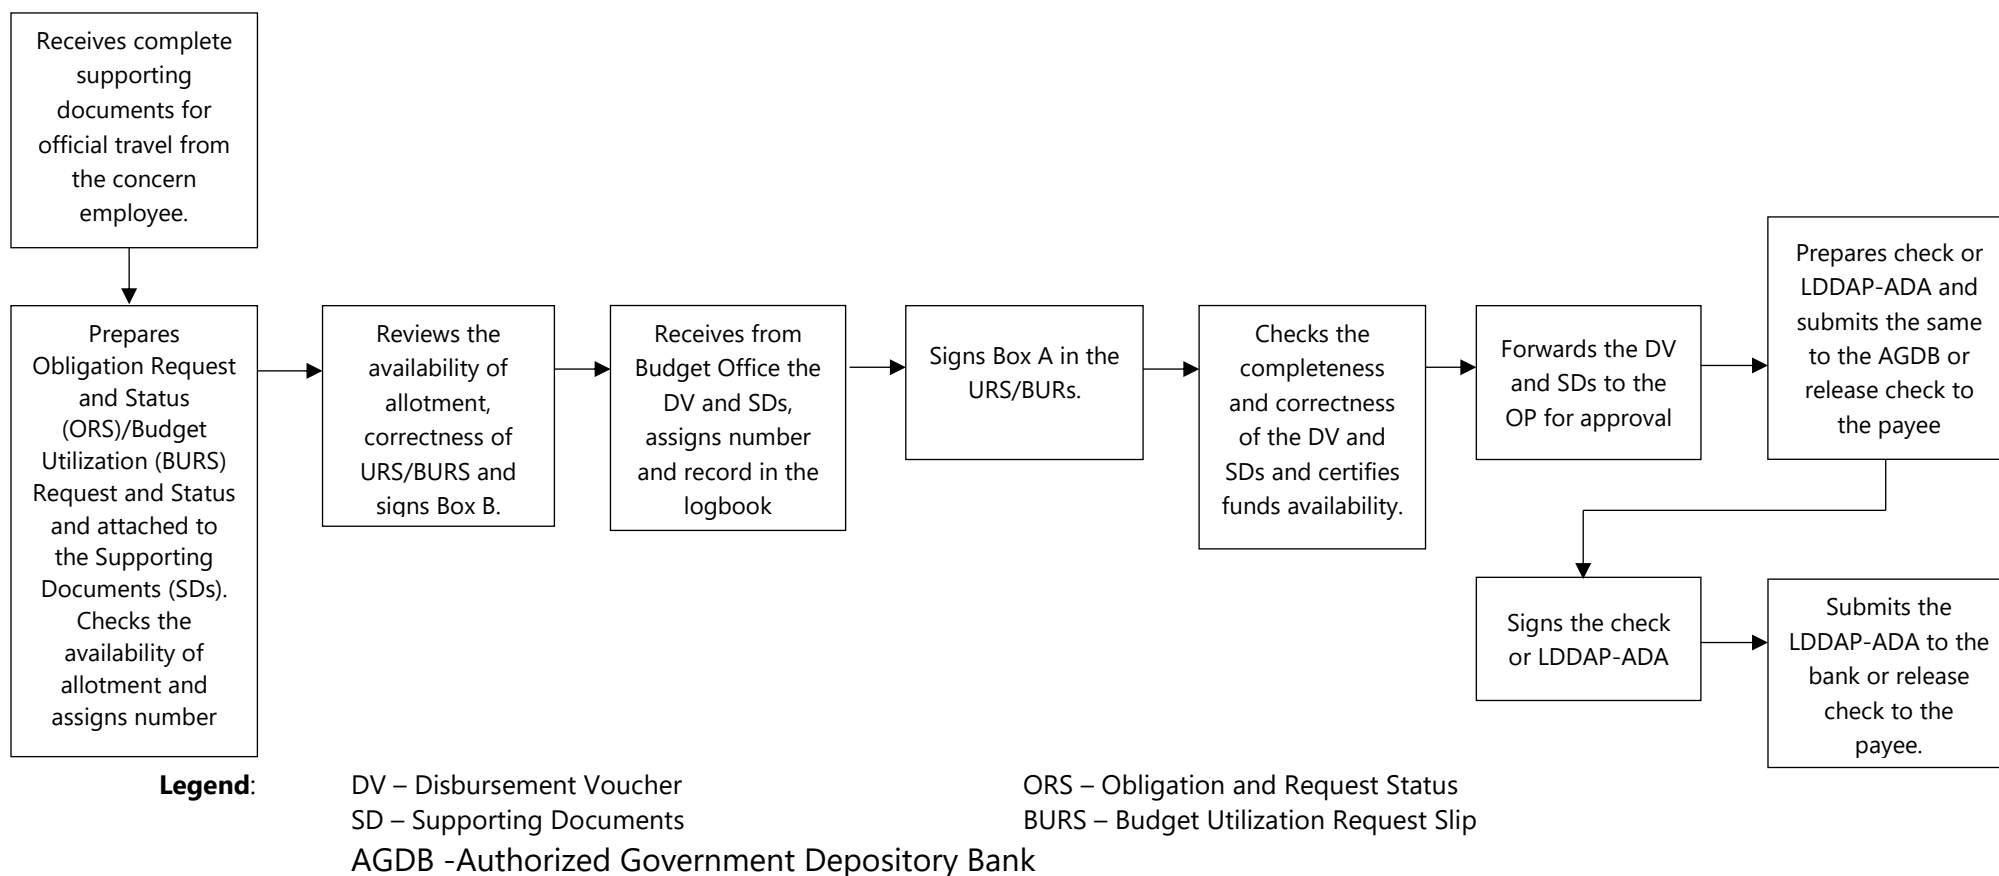 Receives complete
supporting
documents for
official travel from
the concern
employee.
Prepares
Obligation Request
and Status
(ORS)/Budget
Utilization (BURS)
Request and Status
and attached to
the Supporting
Documents (SDs).
Checks the
availability of
allotment and
assigns number
Reviews the
availability of
allotment,
correctness of
URS/BURS and
signs Box B.
Receives from
Budget Office the
DV and SDs,
assigns number
and record in the
logbook
Signs Box A in the
URS/BURs.
Checks the
completeness
and correctness
of the DV and
SDs and certifies
funds availability.
Forwards the DV
and SDs to the
OP for approval
Prepares check or
LDDAP-ADA and
submits the same
to the AGDB or
release check to
the payee
Signs the check
or LDDAP-ADA
Submits the
LDDAP-ADA to the
bank or release
check to the
payee.
Legend:
DV – Disbursement Voucher
ORS – Obligation and Request Status
SD – Supporting Documents
BURS – Budget Utilization Request Slip
AGDB -Authorized Government Depository Bank